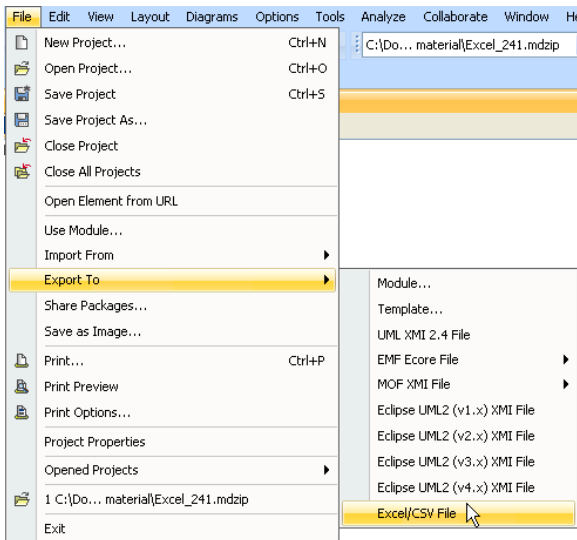 File Edit View Layout Diagrams Options Tools Analyze Collaborate Window He
New Project... Ctrl+N
C:\Do... material\Excel_241.mdzip
Open Project... Ctrl+O
Save Project Ctrl+S
Save Project As...
Close Project
Close All Projects
Open Element from URL
Use Module...
Import From
Export To
Share Packages...
Save as Image...
Print... Ctrl+P
Print Preview
Print Options...
Project Properties
Opened Projects
1 C:\Do... material\Excel_241.mdzip
Exit
Module...
Template...
UML XMI 2.4 File
EMF Ecore File
MOF XMI File
Eclipse UML2 (v1.x) XMI File
Eclipse UML2 (v2.x) XMI File
Eclipse UML2 (v3.x) XMI File
Eclipse UML2 (v4.x) XMI File
Excel/CSV File